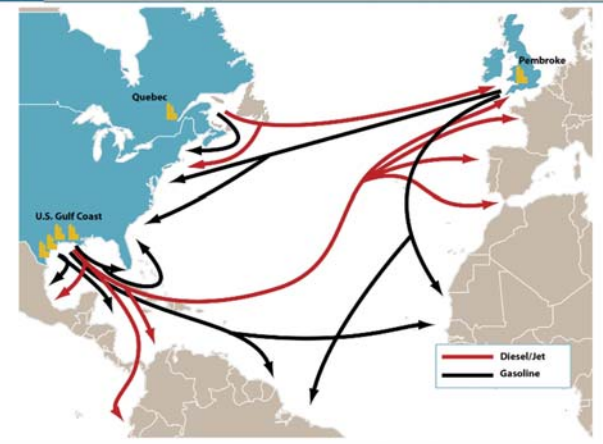 Pembroke
Quebec
U.S. Gulf Coast
Diesel/Jet
Gasoline